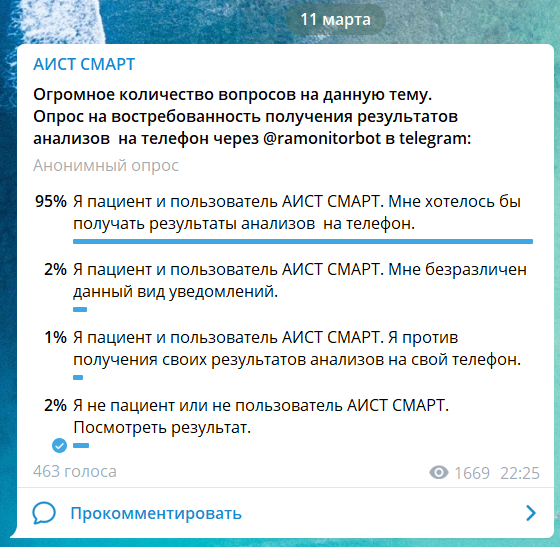 11 марта
АИСТ СМАРТ
Огромное количество вопросов на данную тему.
Опрос на востребованность получения результатов
анализов  на телефон через @ramonitorbot в telegram:
Анонимный опрос
95% Я пациент и пользователь АИСТ СМАРТ. Мне хотелось бы
получать результаты анализов  на телефон.
2% Я пациент и пользователь АИСТ СМАРТ. Мне безразличен
данный вид уведомлений.
1% Я пациент и пользователь АИСТ СМАРТ. Я против
получения своих результатов анализов на свой телефон.
2% Я не пациент или не пользователь АИСТ СМАРТ.
Посмотреть результат.
463 голоса 1669 22:25
Прокомментировать